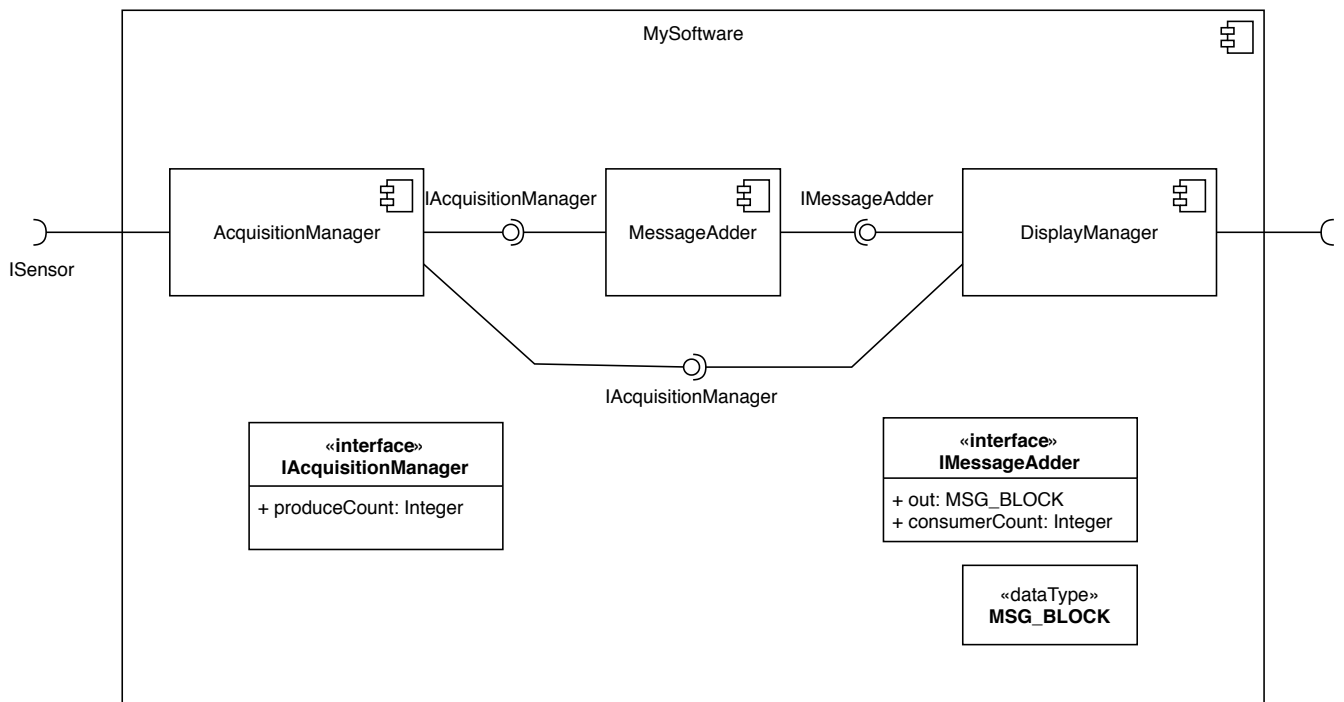 MySoftware
IAcquisitionManager
IMessageAdder
AcquisitionManager
MessageAdder
DisplayManager
ISensor
IAcquisitionManager
«interface»
IAcquisitionManager
+ produceCount: Integer
«interface»
IMessageAdder
+ out: MSG_BLOCK
+ consumerCount: Integer
«dataType»
MSG_BLOCK